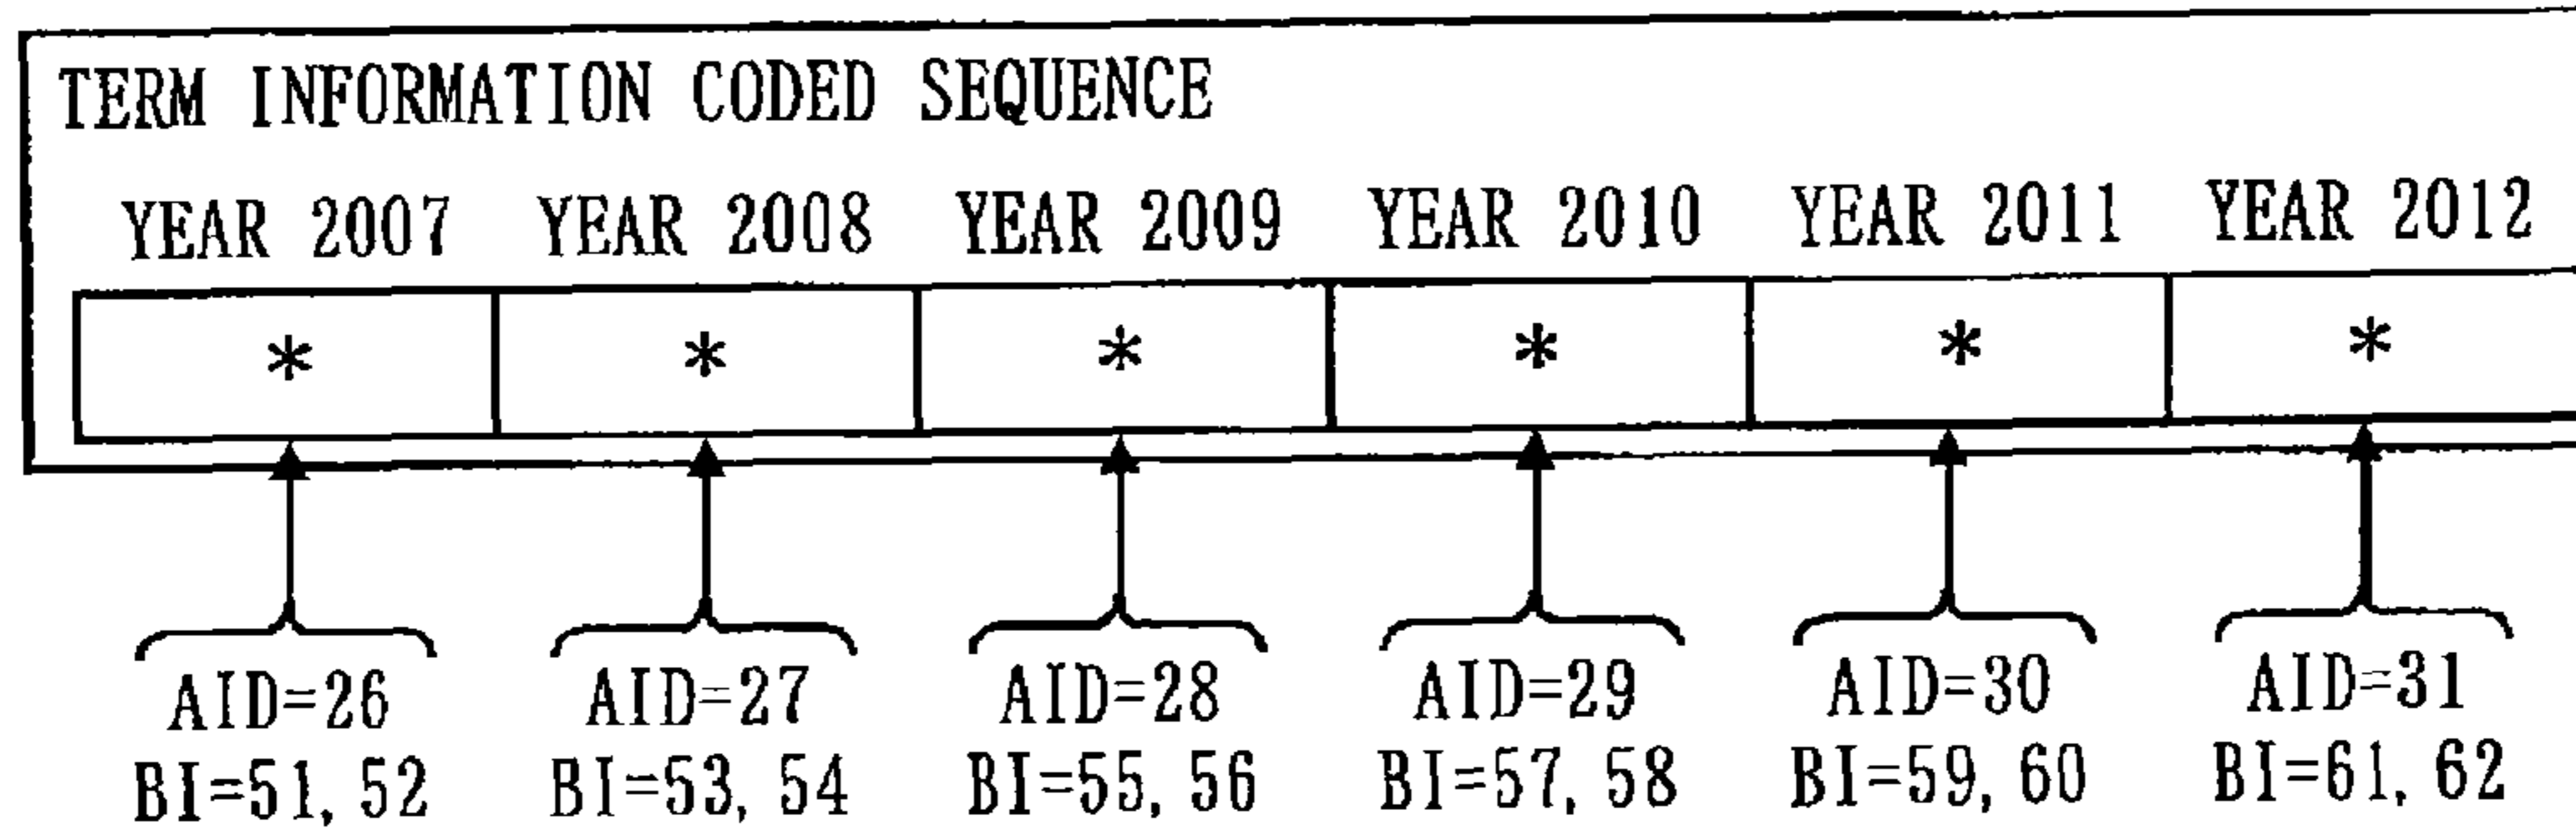 TERM INFORMATION CODED SEQUENCE
YEAR 2007 YEAR 2008 YEAR 2009 YEAR 2010 YEAR 2011 YEAR 2012
* * * * * *
AID=26 AID=27 AID=28 AID=29 AID=30 AID=31
BI=51, 52 BI=53, 54 BI=55, 56 BI=57, 58 BI=59, 60 BI=61, 62